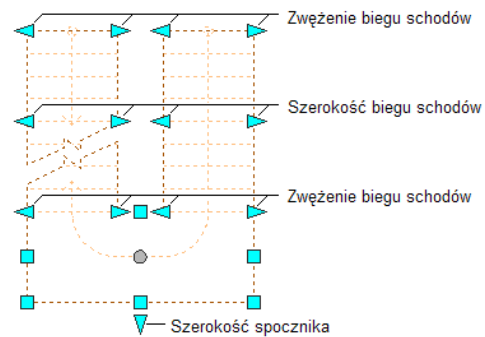 Zwężenie biegu schodów
Szerokość biegu schodów
Zwężenie biegu schodów
Szerokość spocznika